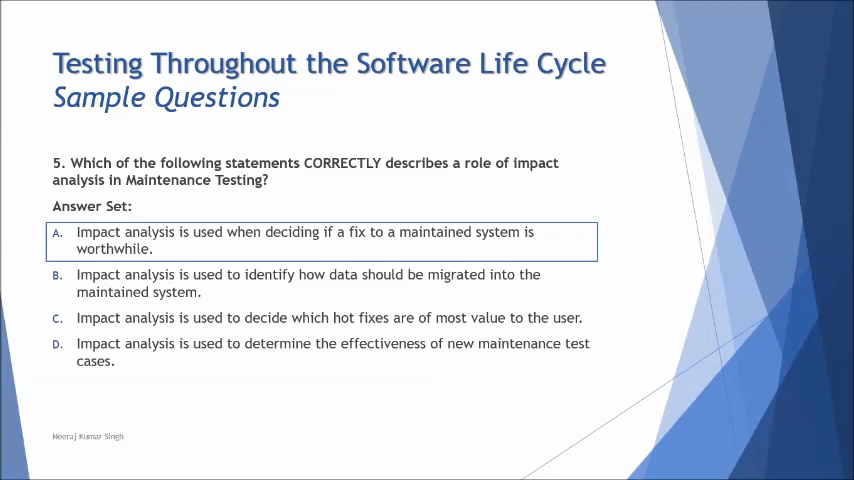 Testing Throughout the Software Life Cycle
Sample Questions
5. Which of the following statements CORRECTLY describes a role of impact
analysis in Maintenance Testing?
Answer Set:
A. Impact analysis is used when deciding if a fix to a maintained system is
worthwhile.
B. Impact analysis is used to identify how data should be migrated into the
maintained system.
C. Impact analysis is used to decide which hot fixes are of most value to the user.
D. Impact analysis is used to determine the effectiveness of new maintenance test
cases.
Neeraj Kumar Singh